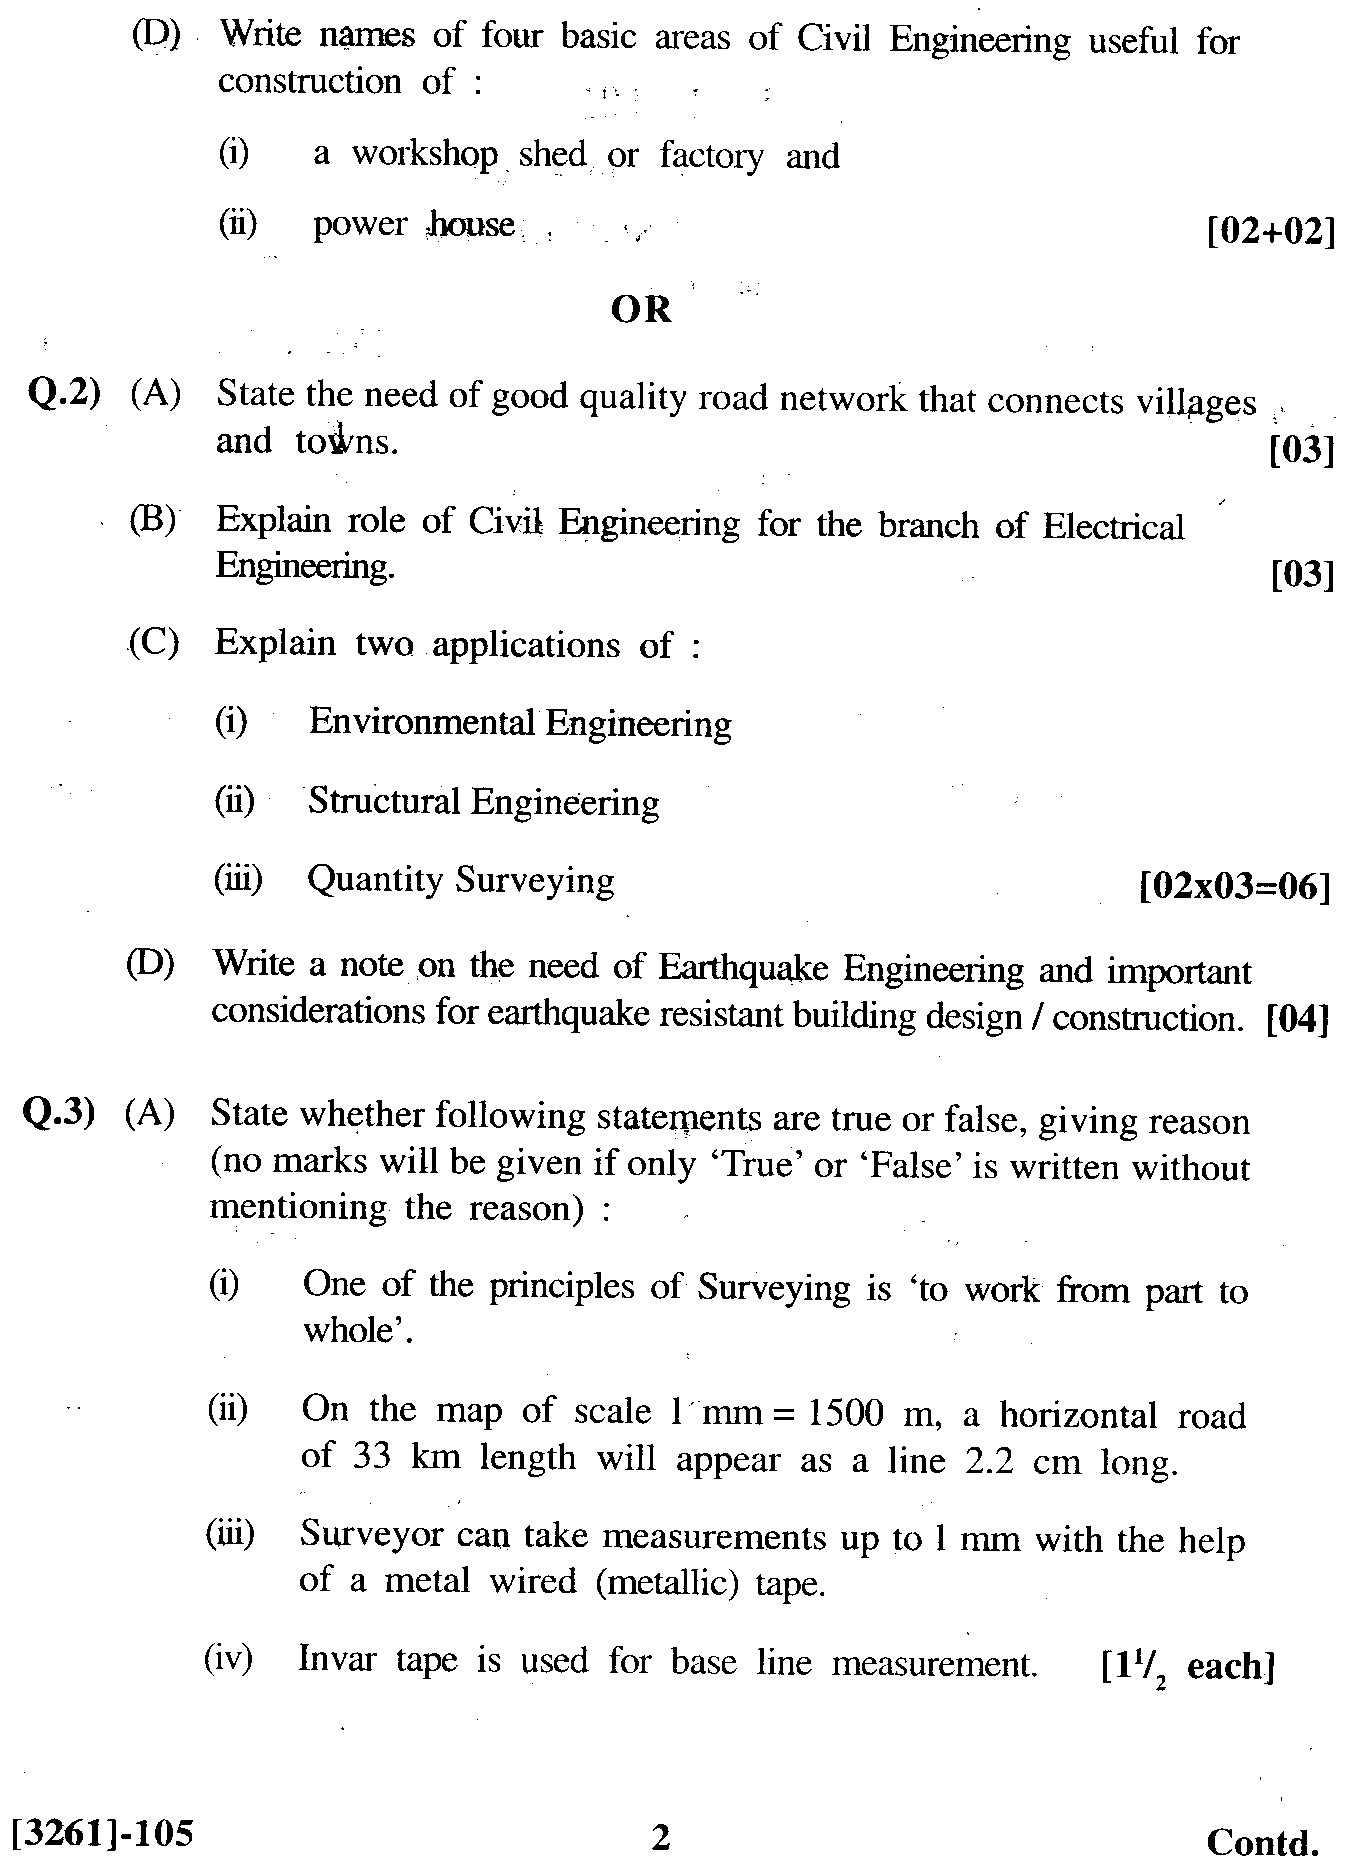 (D) Write names of four basic areas of Civil Engineering useful for
construction of :
(i) a workshop shed or factory and
(ii) power house [02+02]
OR
Q.2) (A) State the need of good quality road network that connects villages
and towns. [03]
(B) Explain role of Civil Engineering for the branch of Electrical
Engineering. [03]
(C) Explain two applications of :
(i) Environmental Engineering
(ii) Structural Engineering
(iii) Quantity Surveying [02x03=06]
(D) Write a note on the need of Earthquake Engineering and important
considerations for earthquake resistant building design / construction. [04]
Q.3) (A) State whether following statements are true or false, giving reason
(no marks will be given if only ‘True’ or ‘False’ is written without
mentioning the reason) :
(i) One of the principles of Surveying is ‘to work from part to
whole’.
(ii) On the map of scale 1 mm = 1500 m, a horizontal road
of 33 km length will appear as a line 2.2 cm long.
(iii) Surveyor can take measurements up to 1 mm with the help
of a metal wired (metallic) tape.
(iv) Invar tape is used for base line measurement. [1 1/2 each]
[3261]-105 2 Contd.